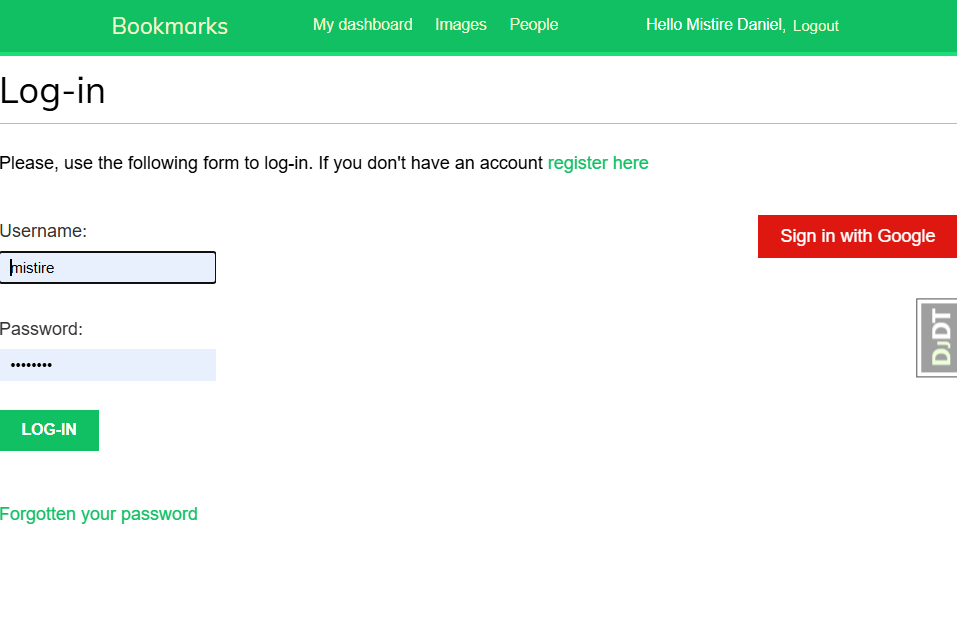 Bookmarks My dashboard Images People Hello Mistire Daniel, Logout
Log-in
Please, use the following form to log-in. If you don't have an account register here
Username:
Sign in with Google
mistire
DJDT
Password:
••••••••
LOG-IN
Forgotten your password